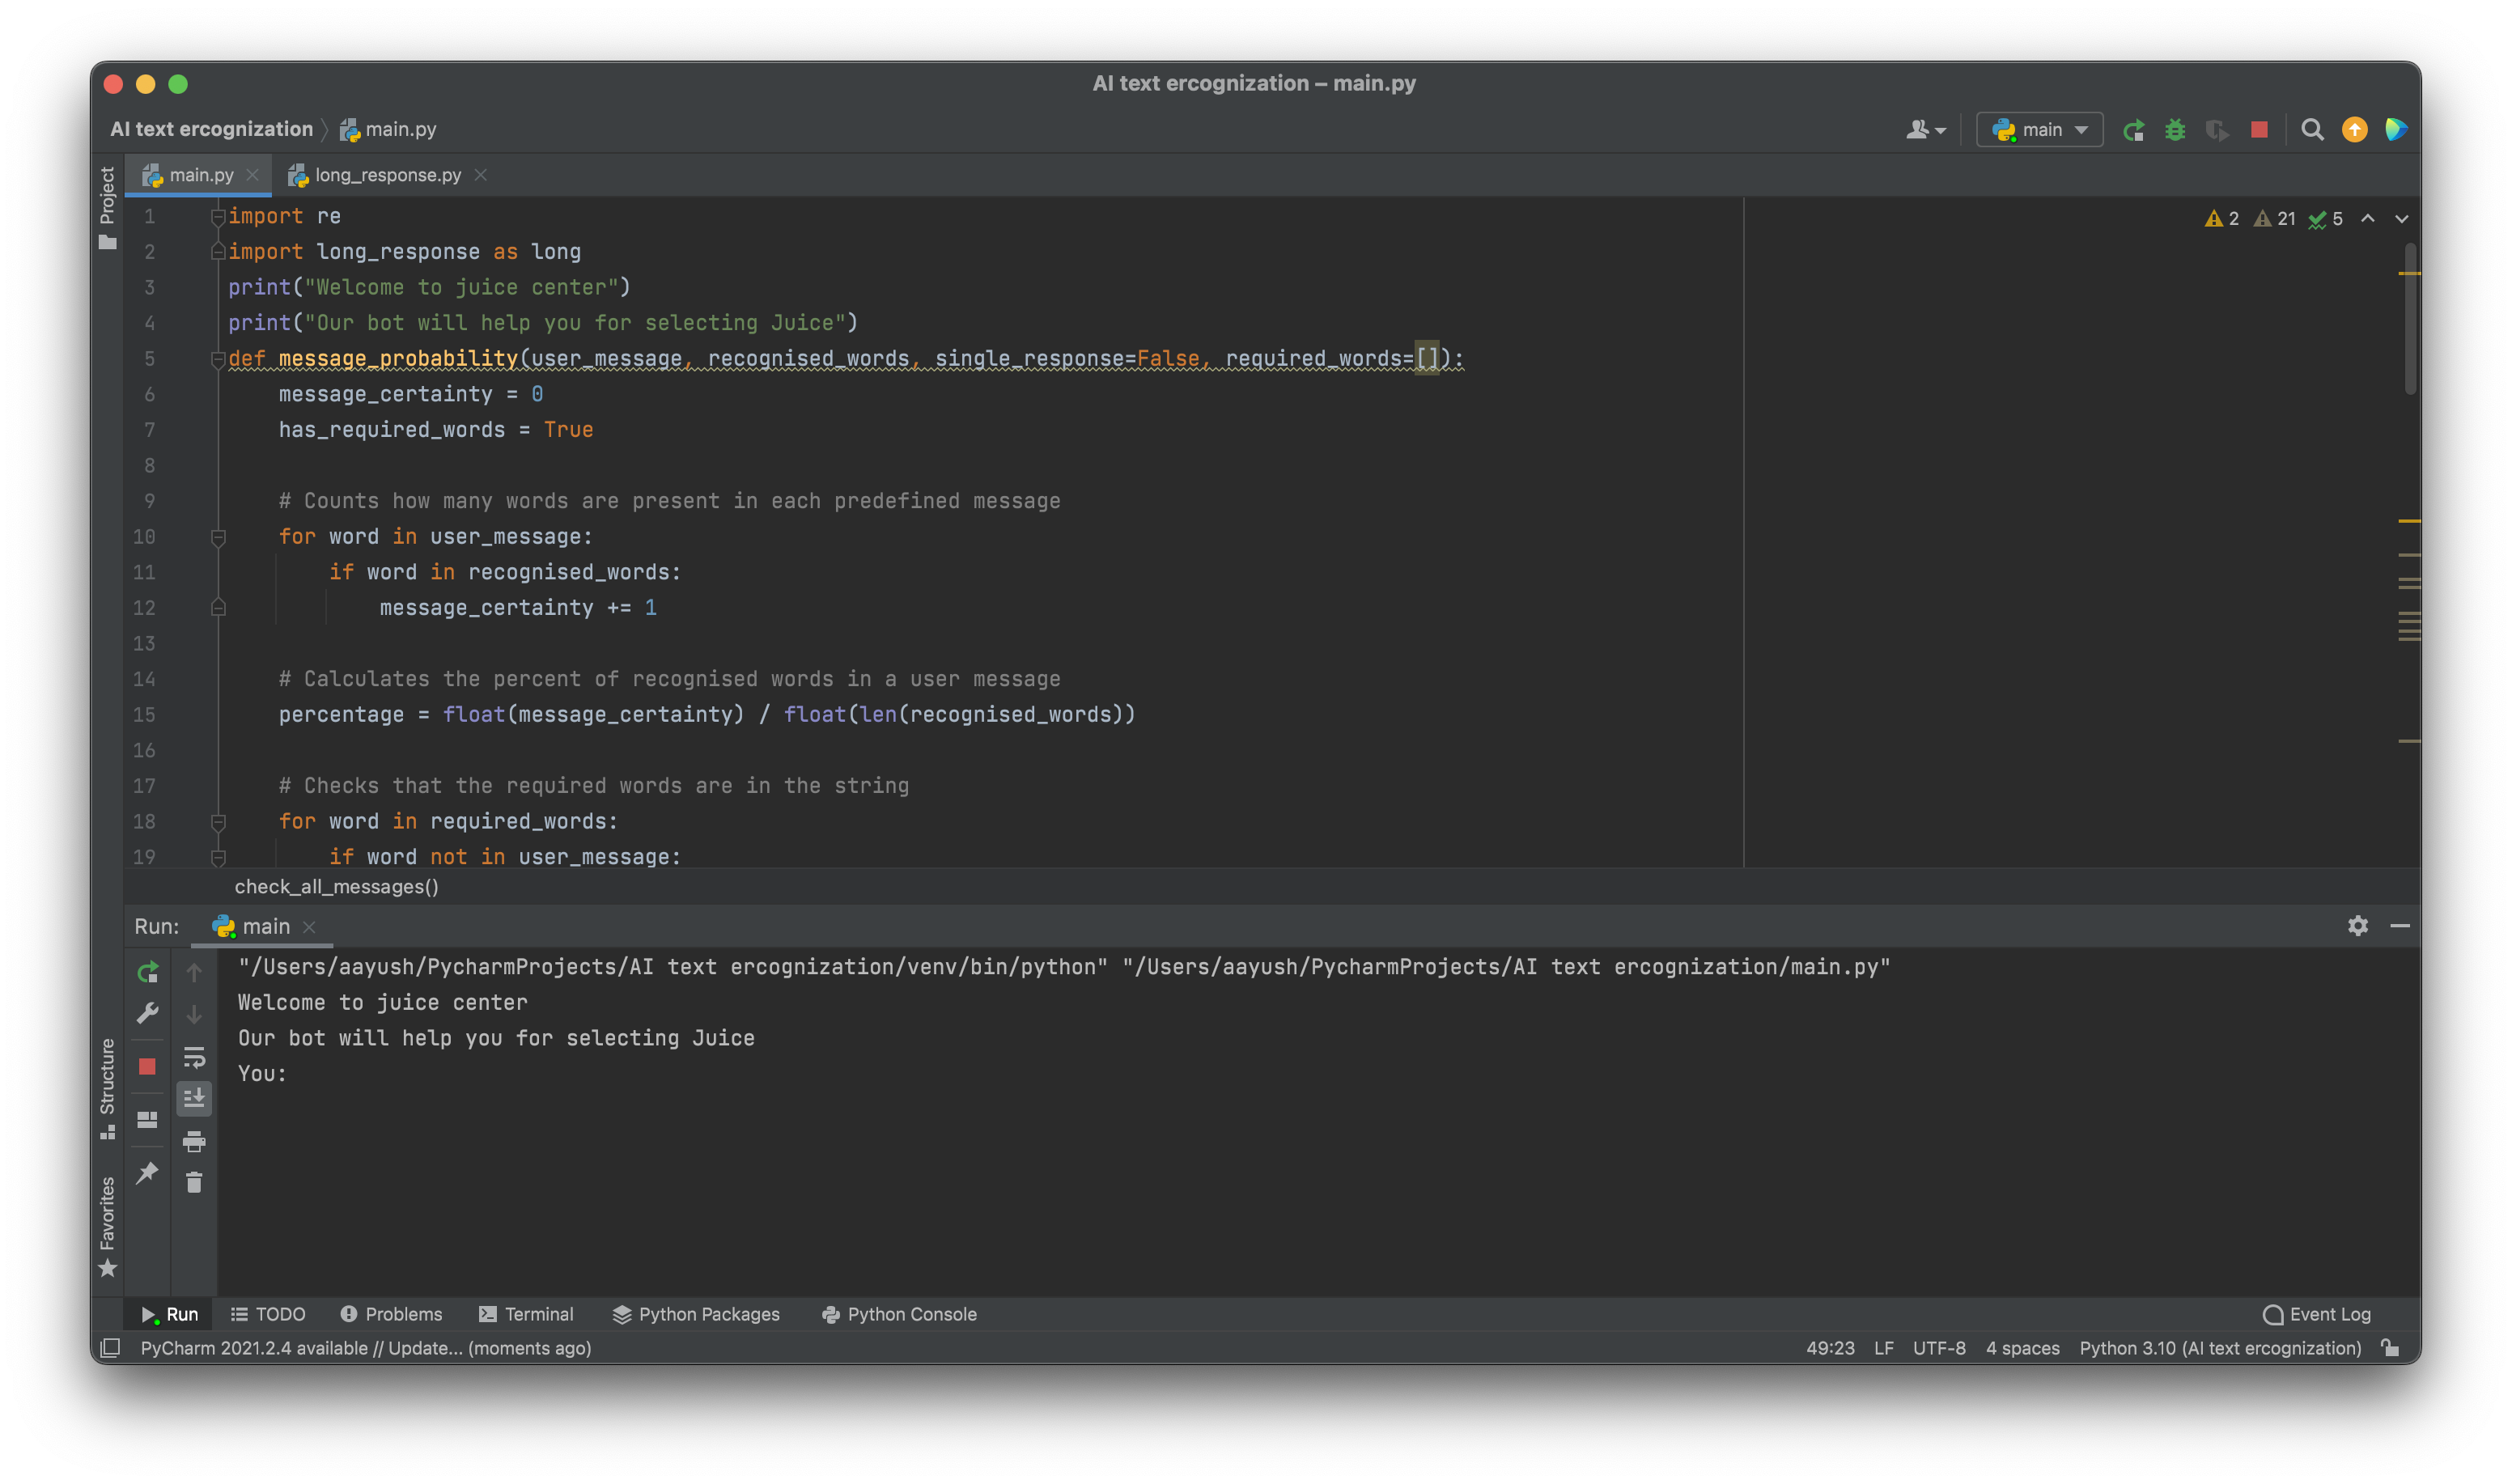 AI text ercognization – main.py
AI text ercognization main.py
main
Project
main.py
long_response.py
2 21 5
1 import re
2 import long_response as long
3 print("Welcome to juice center")
4 print("Our bot will help you for selecting Juice")
5 def message_probability(user_message, recognised_words, single_response=False, required_words=[]):
6 message_certainty = 0
7 has_required_words = True
8
9 # Counts how many words are present in each predefined message
10 for word in user_message:
11 if word in recognised_words:
12 message_certainty += 1
13
14 # Calculates the percent of recognised words in a user message
15 percentage = float(message_certainty) / float(len(recognised_words))
16
17 # Checks that the required words are in the string
18 for word in required_words:
19 if word not in user_message:
check_all_messages()
Run: main
"/Users/aayush/PycharmProjects/AI text ercognization/venv/bin/python" "/Users/aayush/PycharmProjects/AI text ercognization/main.py"
Welcome to juice center
Our bot will help you for selecting Juice
You:
Structure
Favorites
Run TODO Problems Terminal Python Packages Python Console Event Log
PyCharm 2021.2.4 available // Update... (moments ago) 49:23 LF UTF-8 4 spaces Python 3.10 (AI text ercognization)